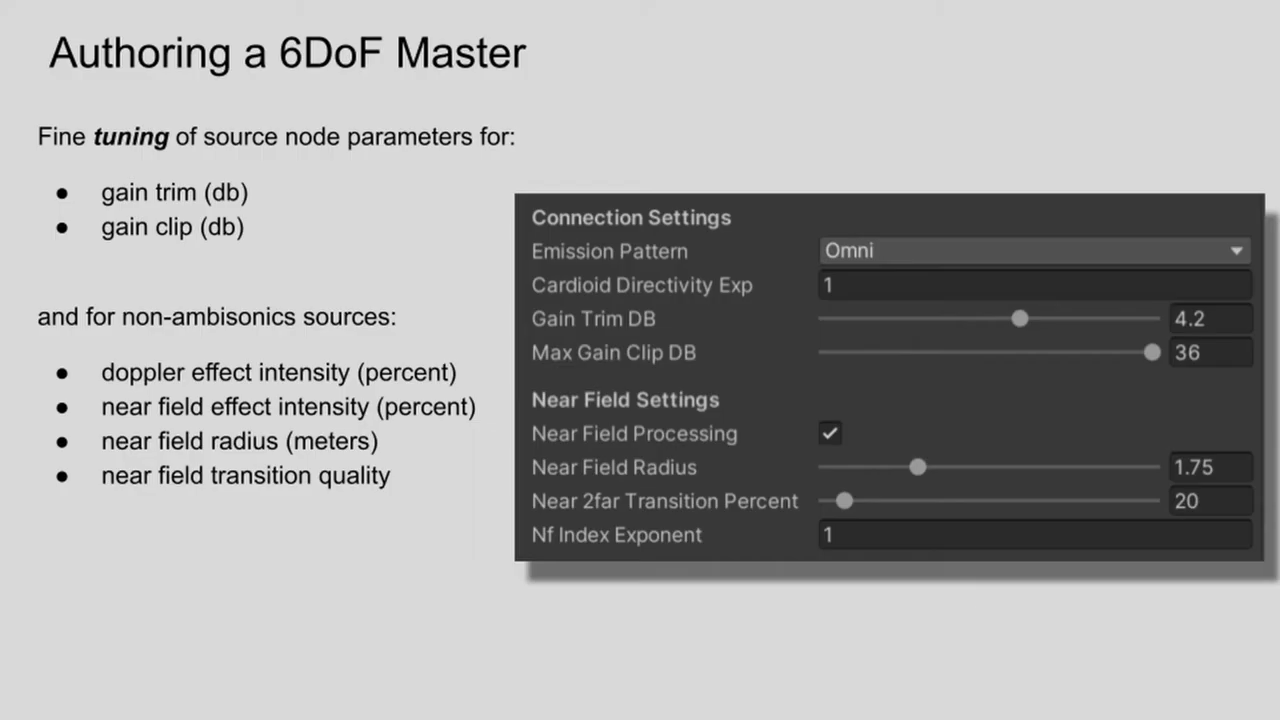 Authoring a 6DoF Master
Fine tuning of source node parameters for:
● gain trim (db)
● gain clip (db)
and for non-ambisonics sources:
● doppler effect intensity (percent)
● near field effect intensity (percent)
● near field radius (meters)
● near field transition quality
Connection Settings
Emission Pattern Omni
Cardioid Directivity Exp 1
Gain Trim DB 4.2
Max Gain Clip DB 36
Near Field Settings
Near Field Processing
Near Field Radius 1.75
Near 2far Transition Percent 20
Nf Index Exponent 1